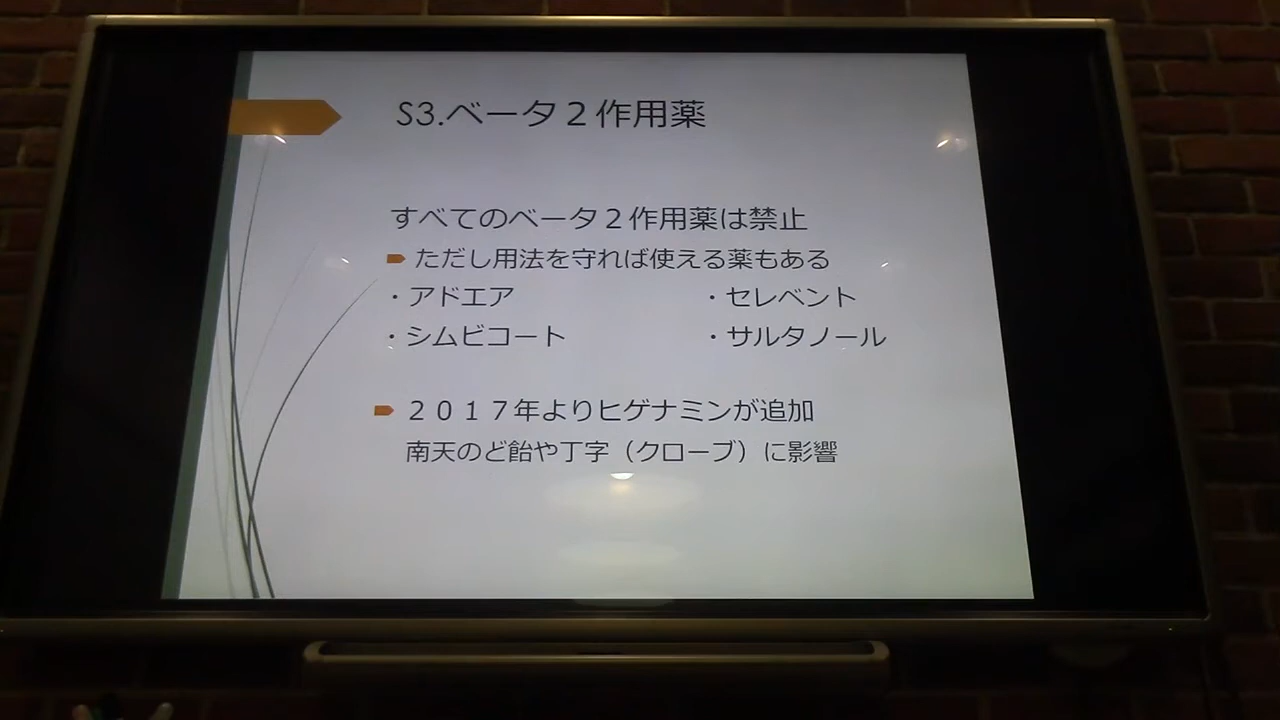 S3.ベータ２作用薬
すべてのベータ２作用薬は禁止
ただし用法を守れば使える薬もある
・アドエア ・セレベント
・シムビコート ・サルタノール
２０１７年よりヒゲナミンが追加
南天のど飴や丁字（クローブ）に影響